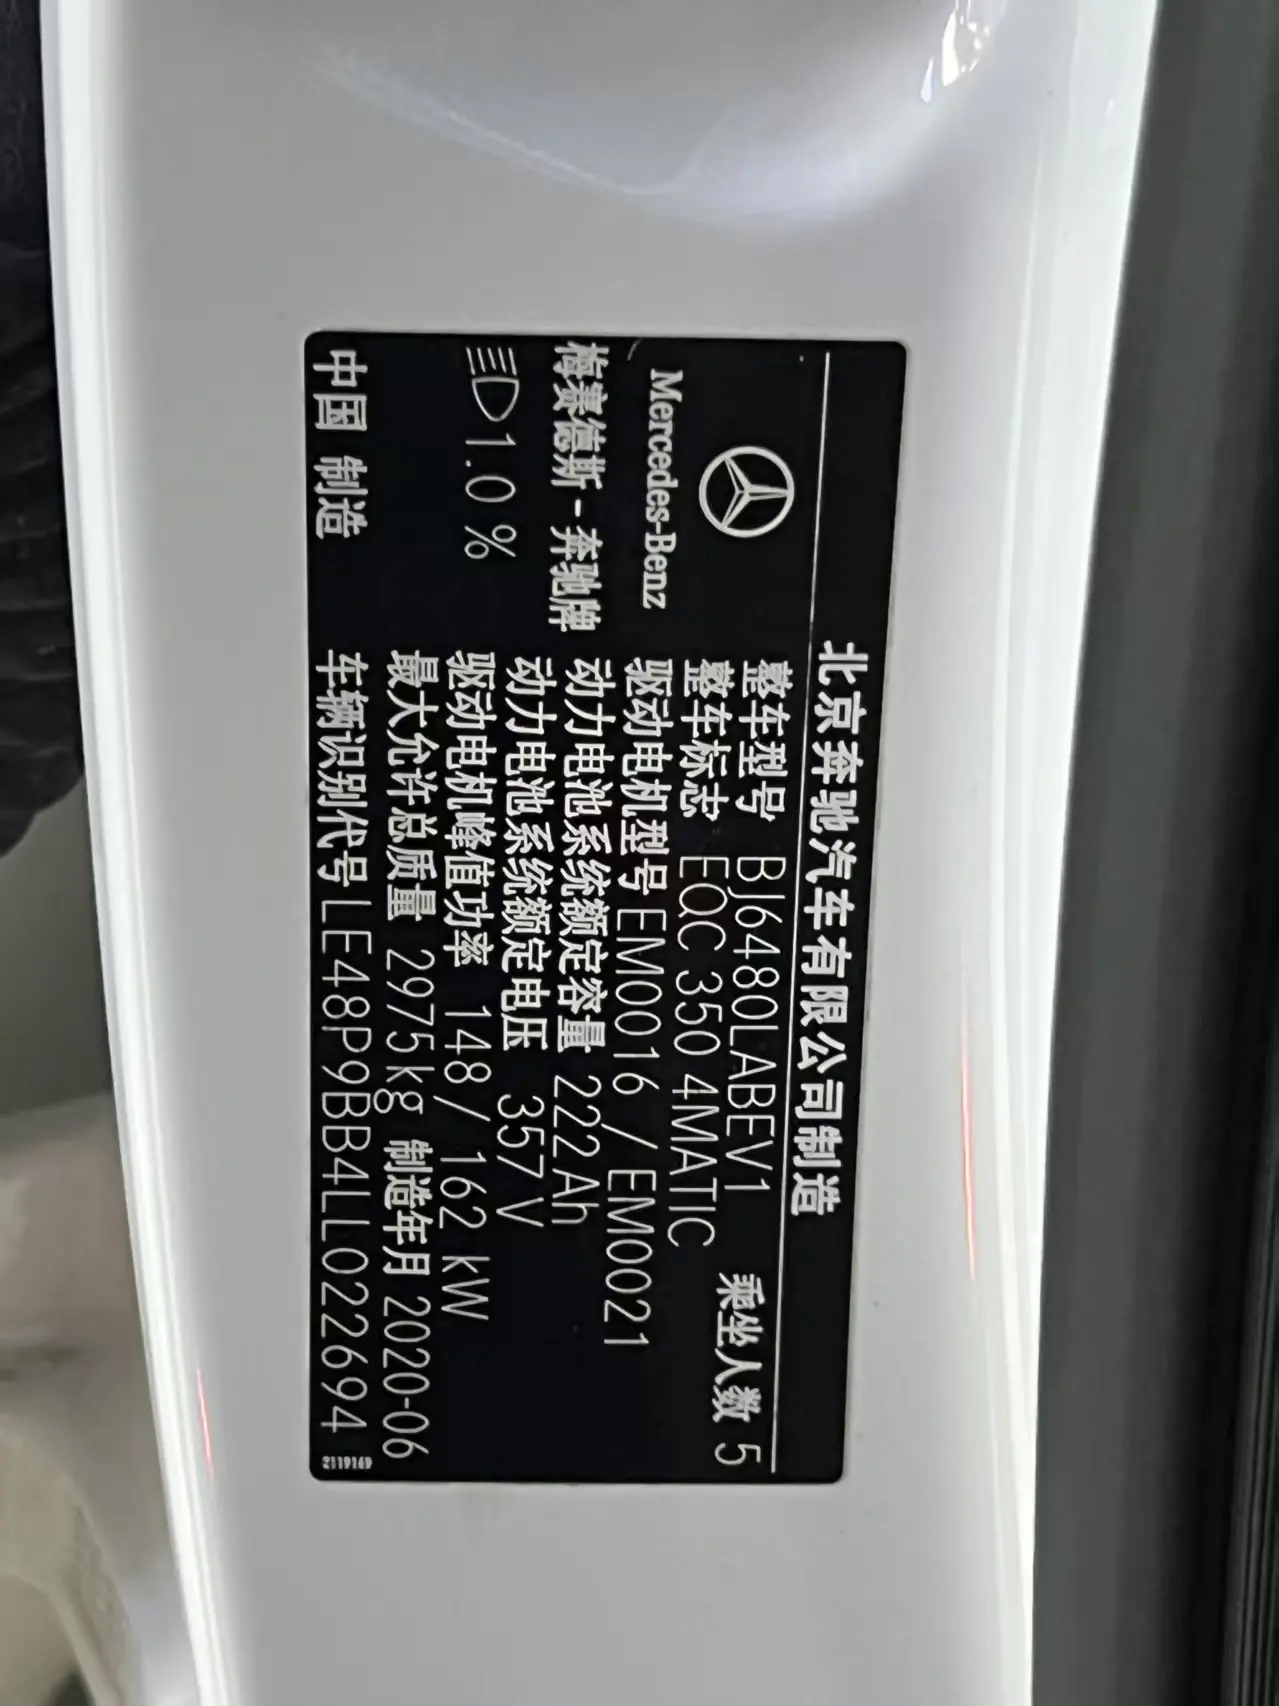 北京奔驰汽车有限公司制造
Mercedes-Benz
梅赛德斯-奔驰牌
1.0%
中国 制造
整车型号 BJ6480LABEV1 乘坐人数 5
整车标志 EQC 350 4MATIC
驱动电机型号 EM0016 / EM0021
动力电池系统额定容量 222Ah
动力电池系统额定电压 357V
驱动电机峰值功率 148 / 162 kW
最大允许总质量 2975kg 制造年月 2020-06
车辆识别代号 LE48P9BB4LL022694
2119169